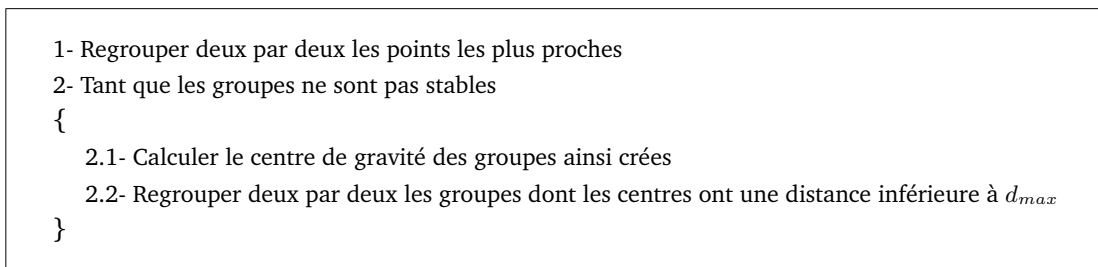 1- Regrouper deux par deux les points les plus proches
2- Tant que les groupes ne sont pas stables
{
2.1- Calculer le centre de gravité des groupes ainsi crées
2.2- Regrouper deux par deux les groupes dont les centres ont une distance inférieure à d_{max}
}